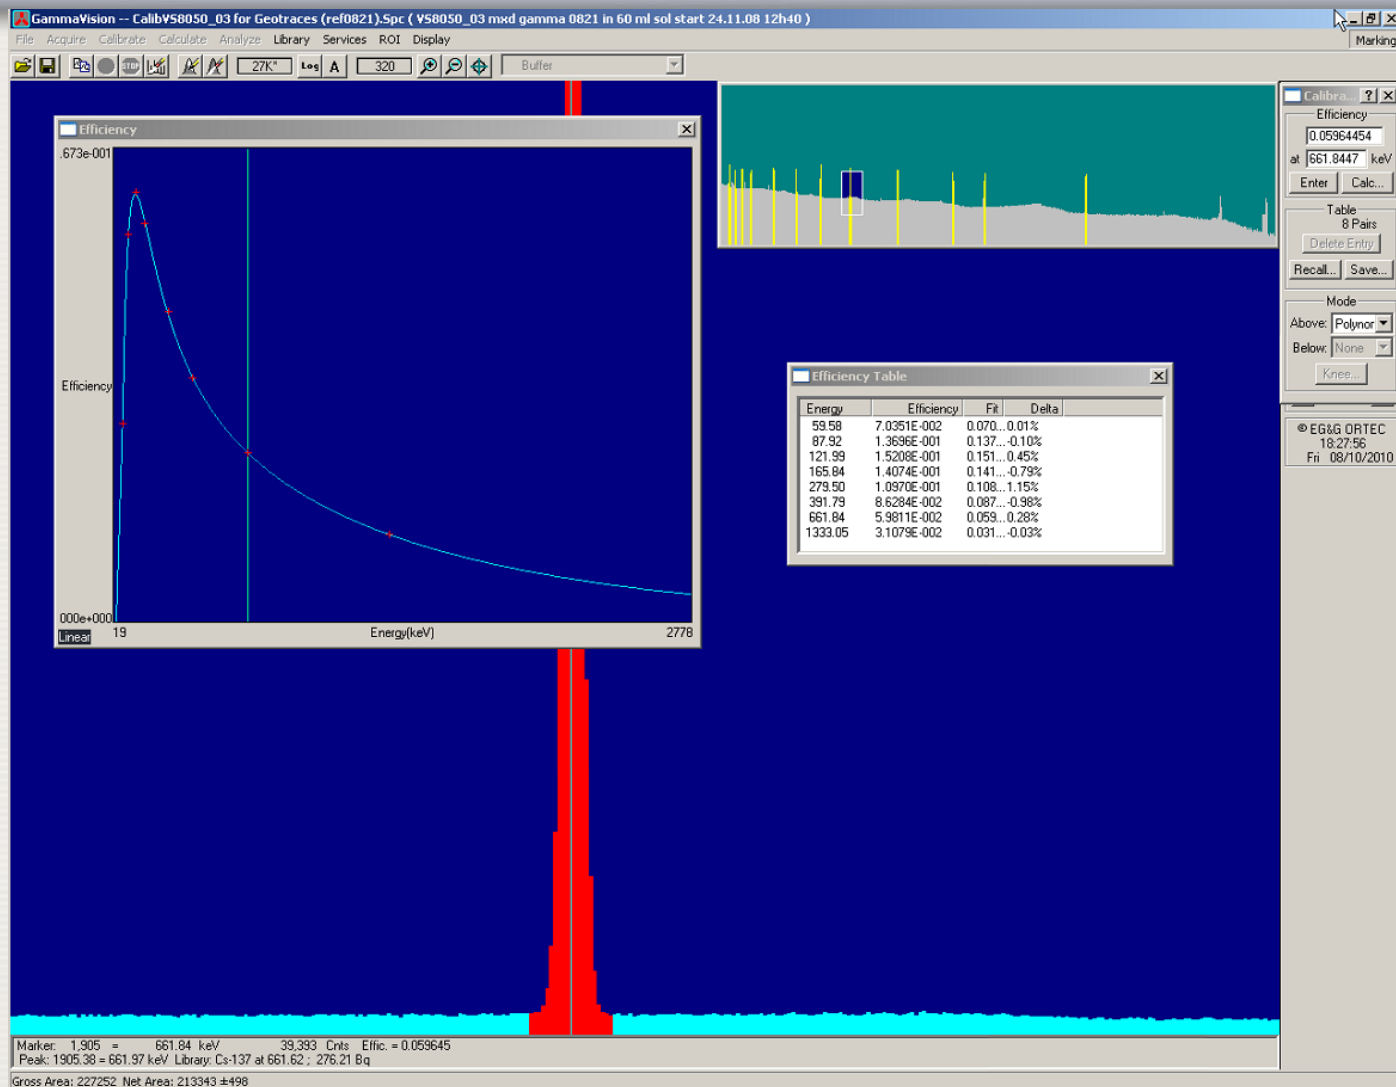 GammaVision -- Calib¥58050_03 for Geotraces (ref0821).Spc ( ¥58050_03 mxd gamma 0821 in 60 ml sol start 24.11.08 12h40 )
File Acquire Calibrate Calculate Analyze Library Services ROI Display
Marking
STOP 27K" Log A 320 Buffer
Efficiency
.673e-001
Efficiency
000e+000
Linear
19 Energy(keV) 2778
Calibra... ?
Efficiency
0.05964454
at 661.8447 keV
Enter Calc...
Table
8 Pairs
Delete Entry
Recall... Save...
Mode
Above: Polynor
Below: None
Knee...
© EG&G ORTEC
18:27:56
Fri 08/10/2010
Efficiency Table
Energy Efficiency Fit Delta
59.58 7.0351E-002 0.070... 0.01%
87.92 1.3696E-001 0.137... -0.10%
121.99 1.5208E-001 0.151... 0.45%
165.84 1.4074E-001 0.141... -0.79%
279.50 1.0970E-001 0.108... 1.15%
391.79 8.6284E-002 0.087... -0.98%
661.84 5.9811E-002 0.059... 0.28%
1333.05 3.1079E-002 0.031... -0.03%
Marker: 1,905 = 661.84 keV 39,393 Cnts Effic. = 0.059645
Peak: 1905.38 = 661.97 keV Library: Cs-137 at 661.62 ; 276.21 Bq
Gross Area: 227252 Net Area: 213343 ±498